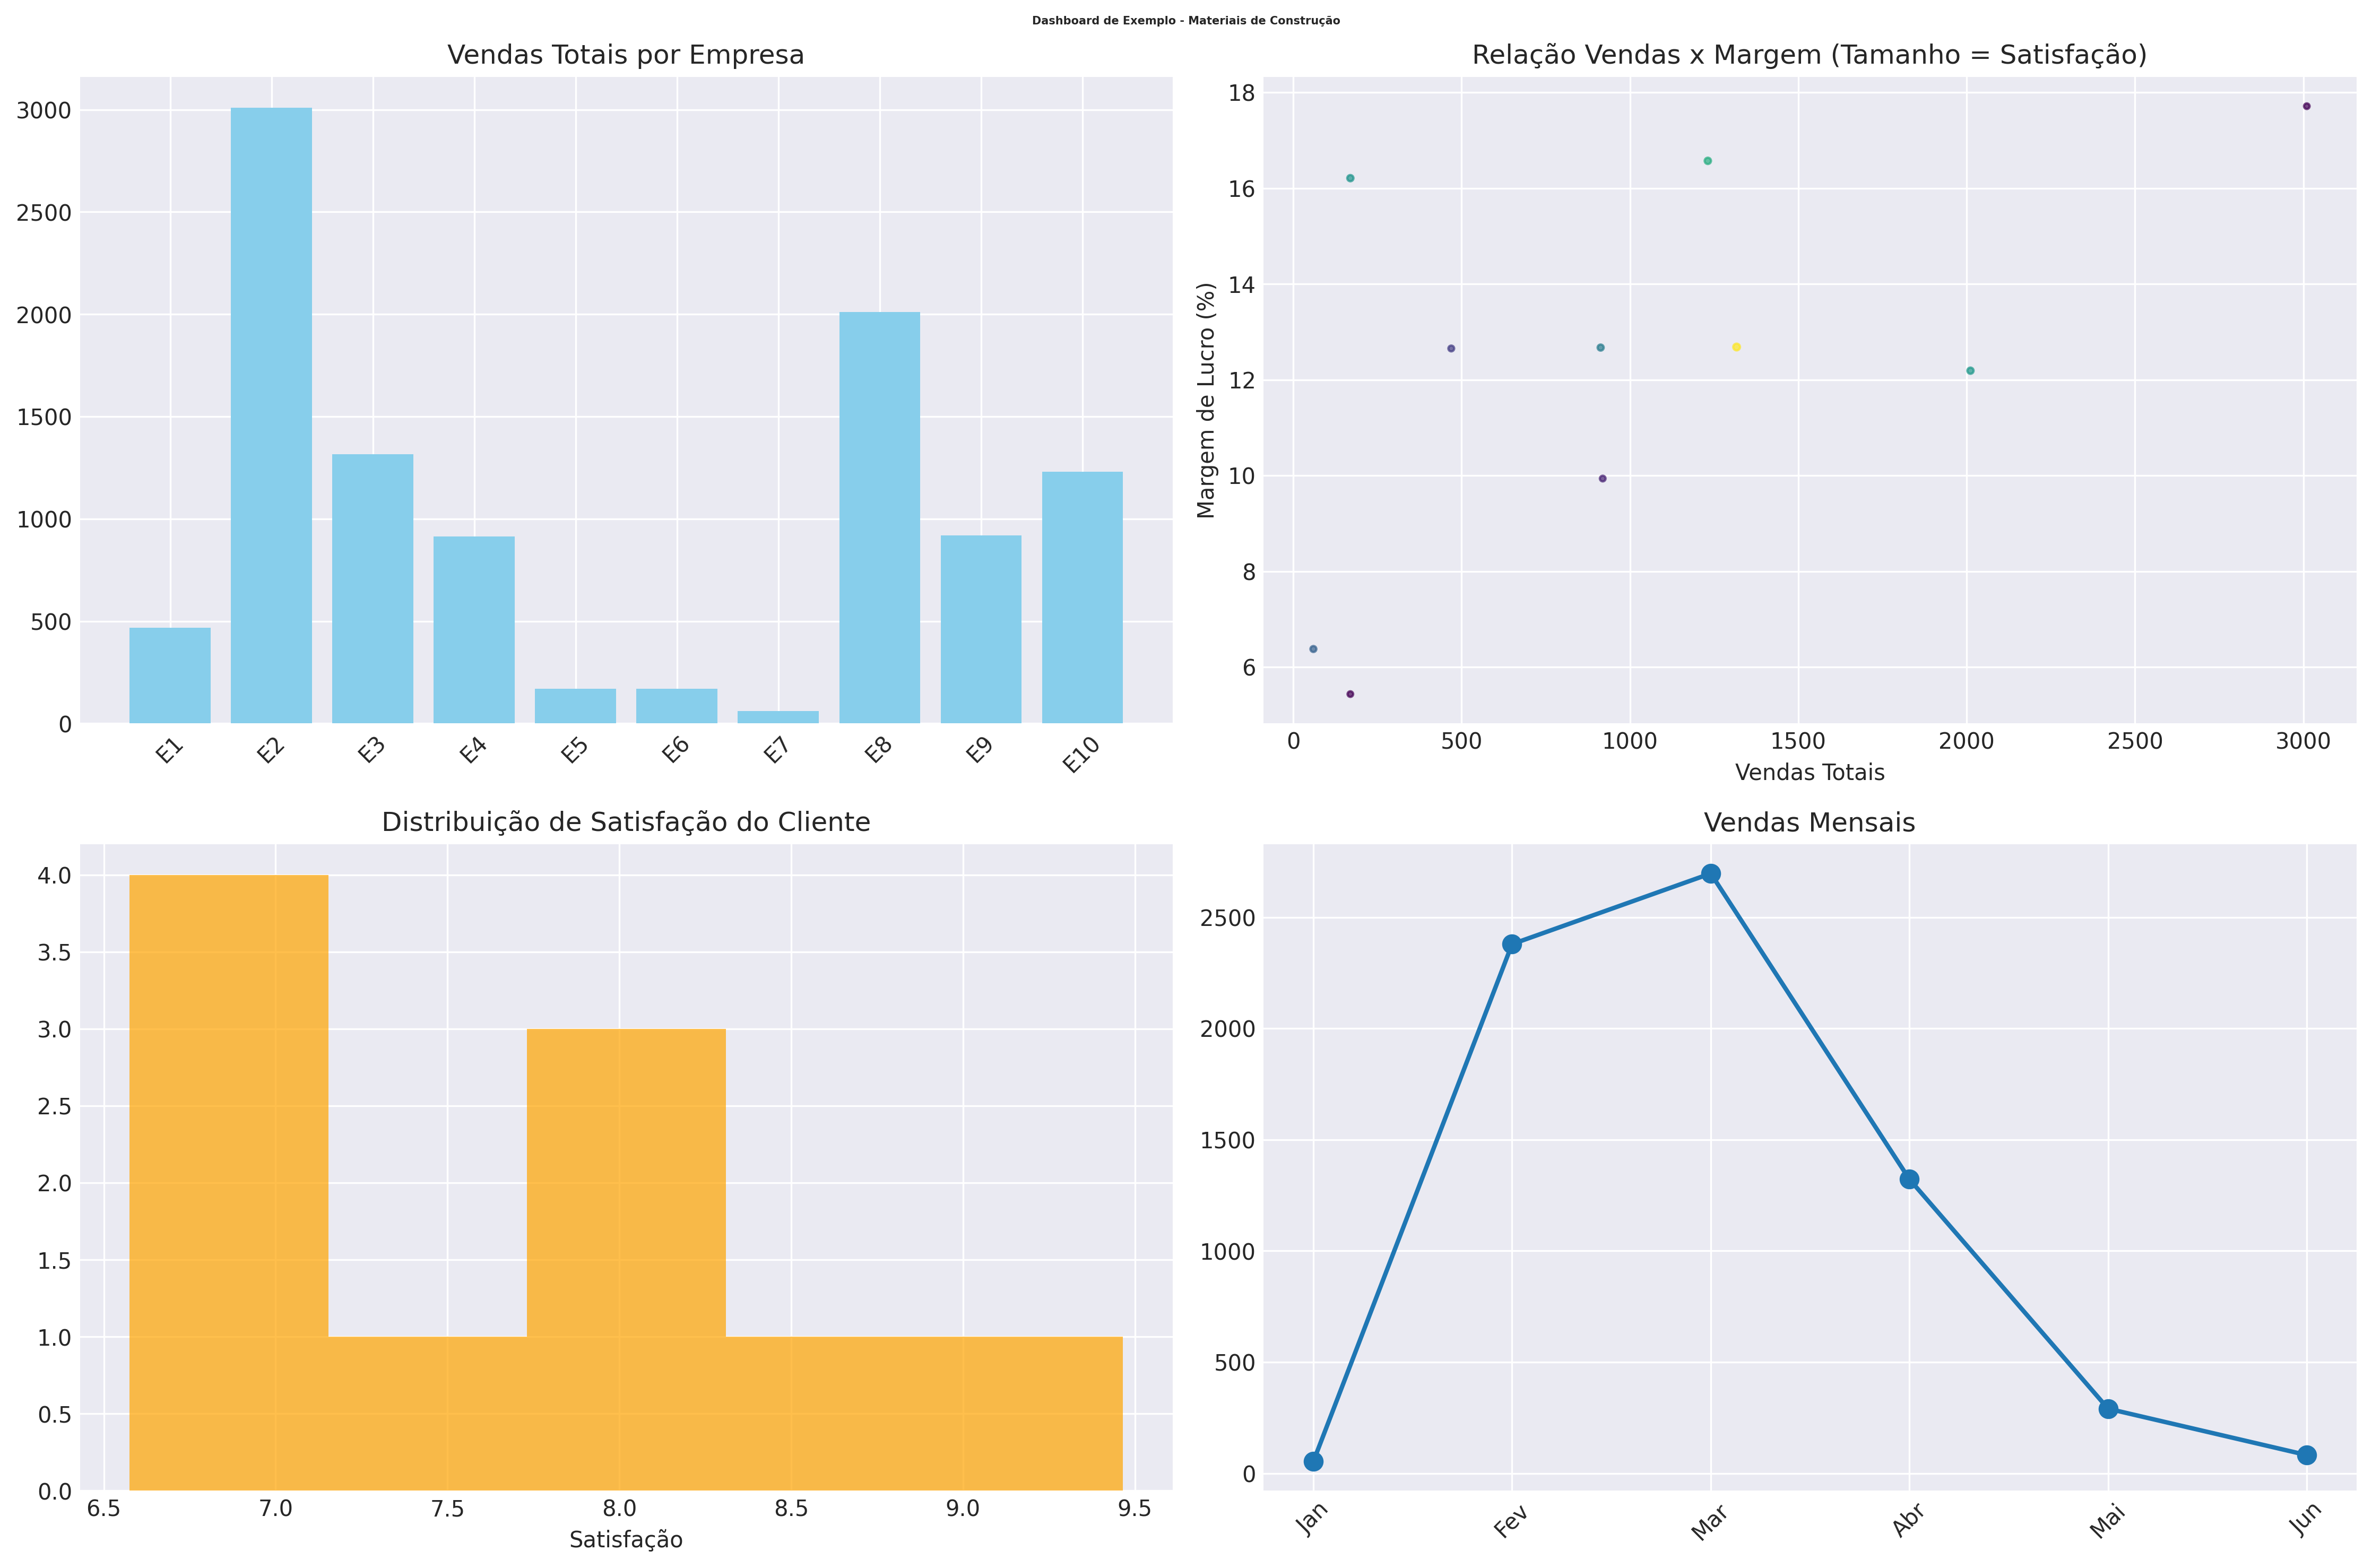 Dashboard de Exemplo - Materiais de Construção
Vendas Totais por Empresa
3000
2500
2000
1500
1000
500
0
E1 E2 E3 E4 E5 E6 E7 E8 E9 E10
Relação Vendas x Margem (Tamanho = Satisfação)
Margem de Lucro (%)
18
16
14
12
10
8
6
0 500 1000 1500 2000 2500 3000
Vendas Totais
Distribuição de Satisfação do Cliente
4.0
3.5
3.0
2.5
2.0
1.5
1.0
0.5
0.0
6.5 7.0 7.5 8.0 8.5 9.0 9.5
Satisfação
Vendas Mensais
2500
2000
1500
1000
500
0
Jan Fev Mar Abr Mai Jun